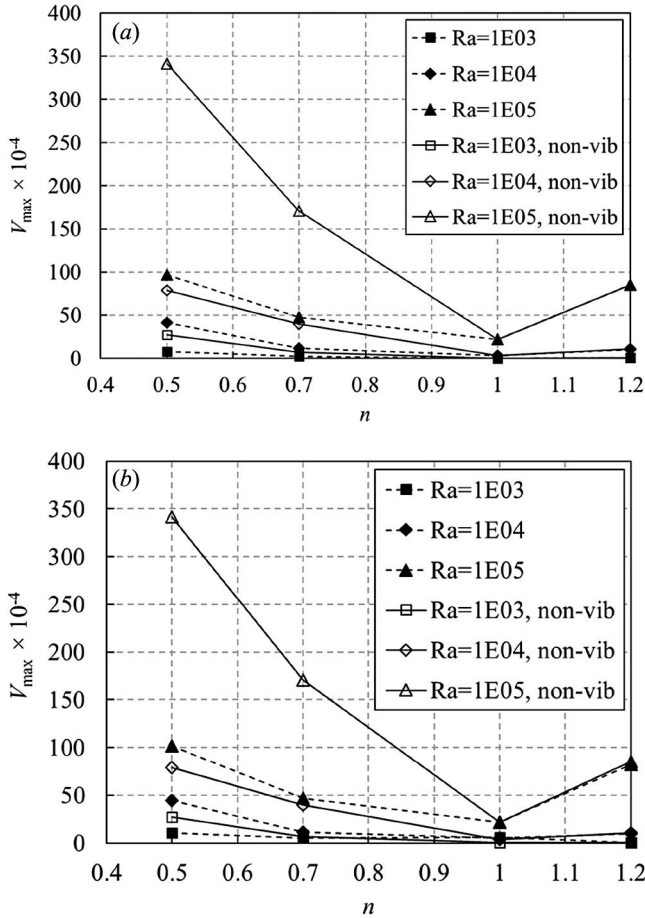 (a)
Ra=1E03
Ra=1E04
Ra=1E05
Ra=1E03, non-vib
Ra=1E04, non-vib
Ra=1E05, non-vib
400
350
300
250
200
150
100
50
0
Vmax × 10-4
0.4 0.5 0.6 0.7 0.8 0.9 1 1.1 1.2
n
(b)
Ra=1E03
Ra=1E04
Ra=1E05
Ra=1E03, non-vib
Ra=1E04, non-vib
Ra=1E05, non-vib
400
350
300
250
200
150
100
50
0
Vmax × 10-4
0.4 0.5 0.6 0.7 0.8 0.9 1 1.1 1.2
n